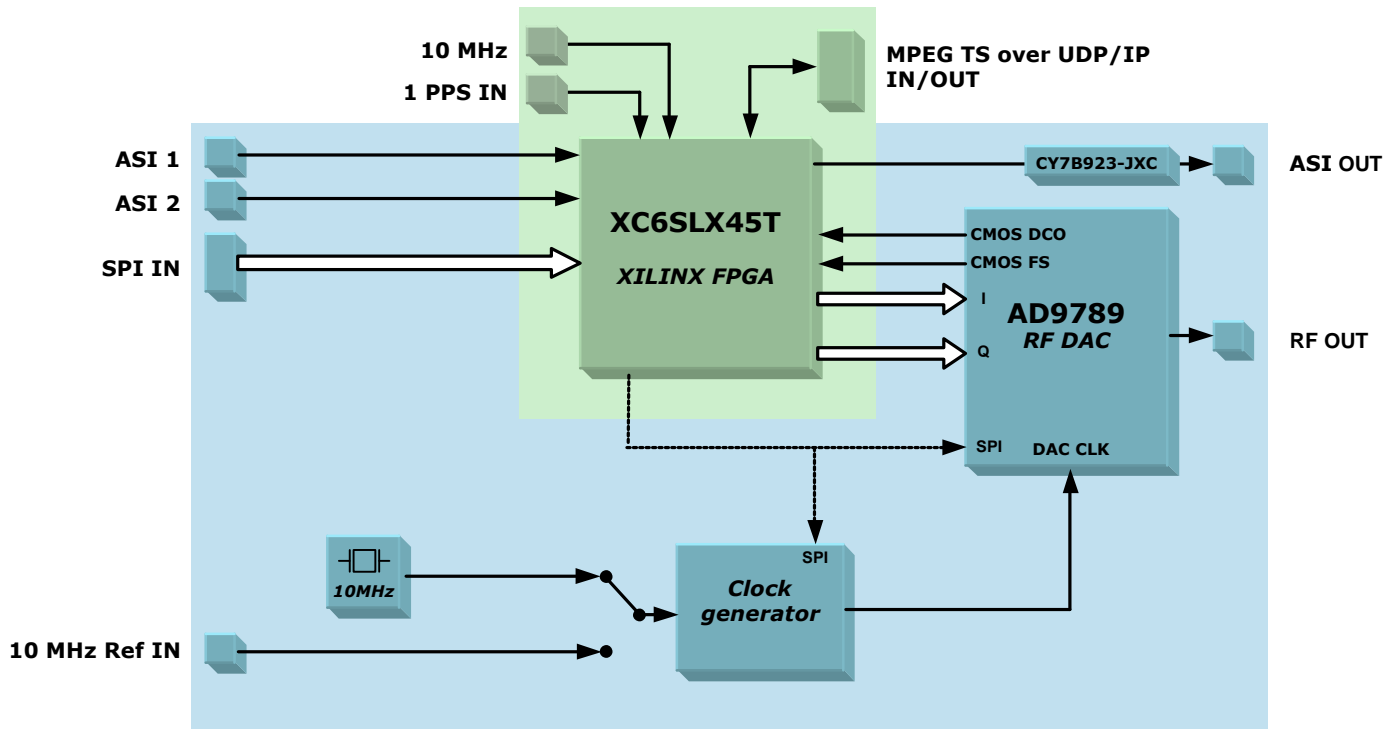 10 MHz
1 PPS IN
MPEG TS over UDP/IP
IN/OUT
ASI 1
ASI 2
SPI IN
XC6SLX45T
XILINX FPGA
CY7B923-JXC
ASI OUT
CMOS DCO
CMOS FS
I
Q
AD9789
RF DAC
RF OUT
SPI
DAC CLK
10MHz
SPI
Clock
generator
10 MHz Ref IN